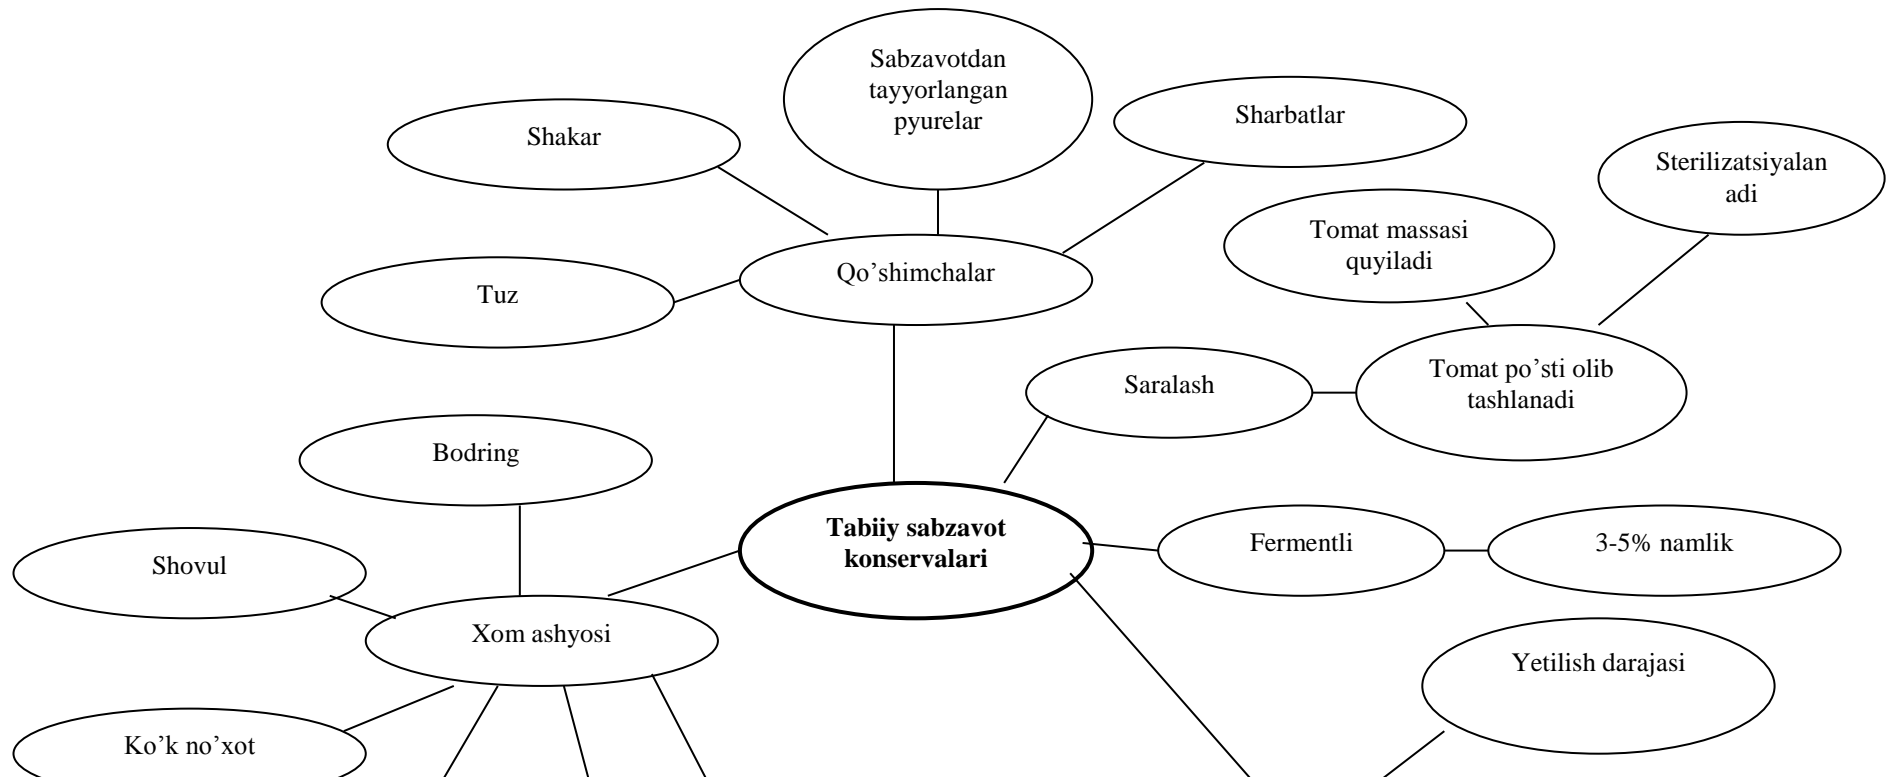 Sabzavotdan
tayyorlangan
pyurelar
Shakar
Sharbatlar
Sterilizatsiyalan
adi
Tomat massasi
quyiladi
Qo’shimchalar
Tuz
Saralash
Tomat po’sti olib
tashlanadi
Bodring
Tabiiy sabzavot
konservalari
Fermentli
3-5% namlik
Shovul
Xom ashyosi
Yetilish darajasi
Ko’k no’xot